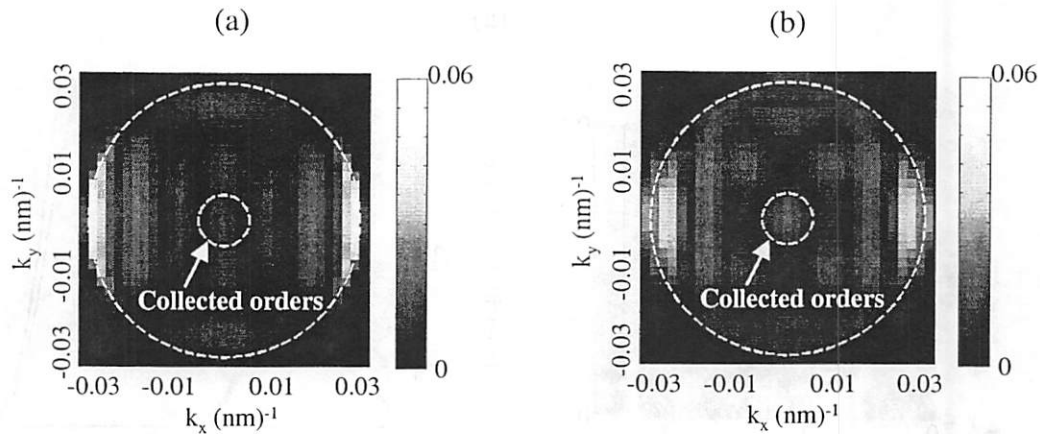 (a)
(b)
0.03
0.01
-0.01
-0.03
k_y (nm)^-1
Collected orders
0.06
0
-0.03 -0.01 0.01 0.03
k_x (nm)^-1
0.03
0.01
-0.01
-0.03
k_y (nm)^-1
Collected orders
0.06
0
-0.03 -0.01 0.01 0.03
k_x (nm)^-1